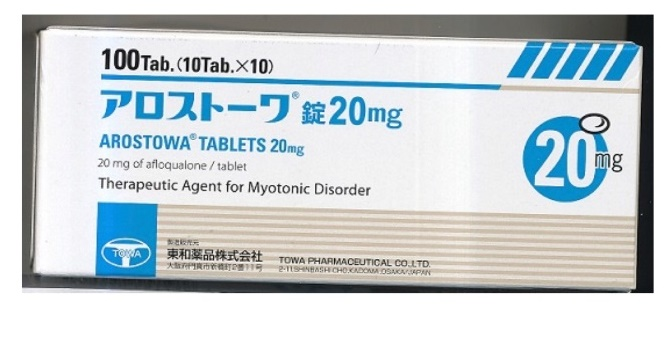 100Tab.(10Tab.×10)
アロストーワ®錠20mg
AROSTOWA® TABLETS 20mg
20 mg of afloqualone / tablet
Therapeutic Agent for Myotonic Disorder
20mg
TOWA
製造販売元
東和薬品株式会社
大阪府門真市新橋町2番11号
TOWA PHARMACEUTICAL CO.,LTD.
2-11,SHINBASHI-CHO,KADOMA,OSAKA/JAPAN